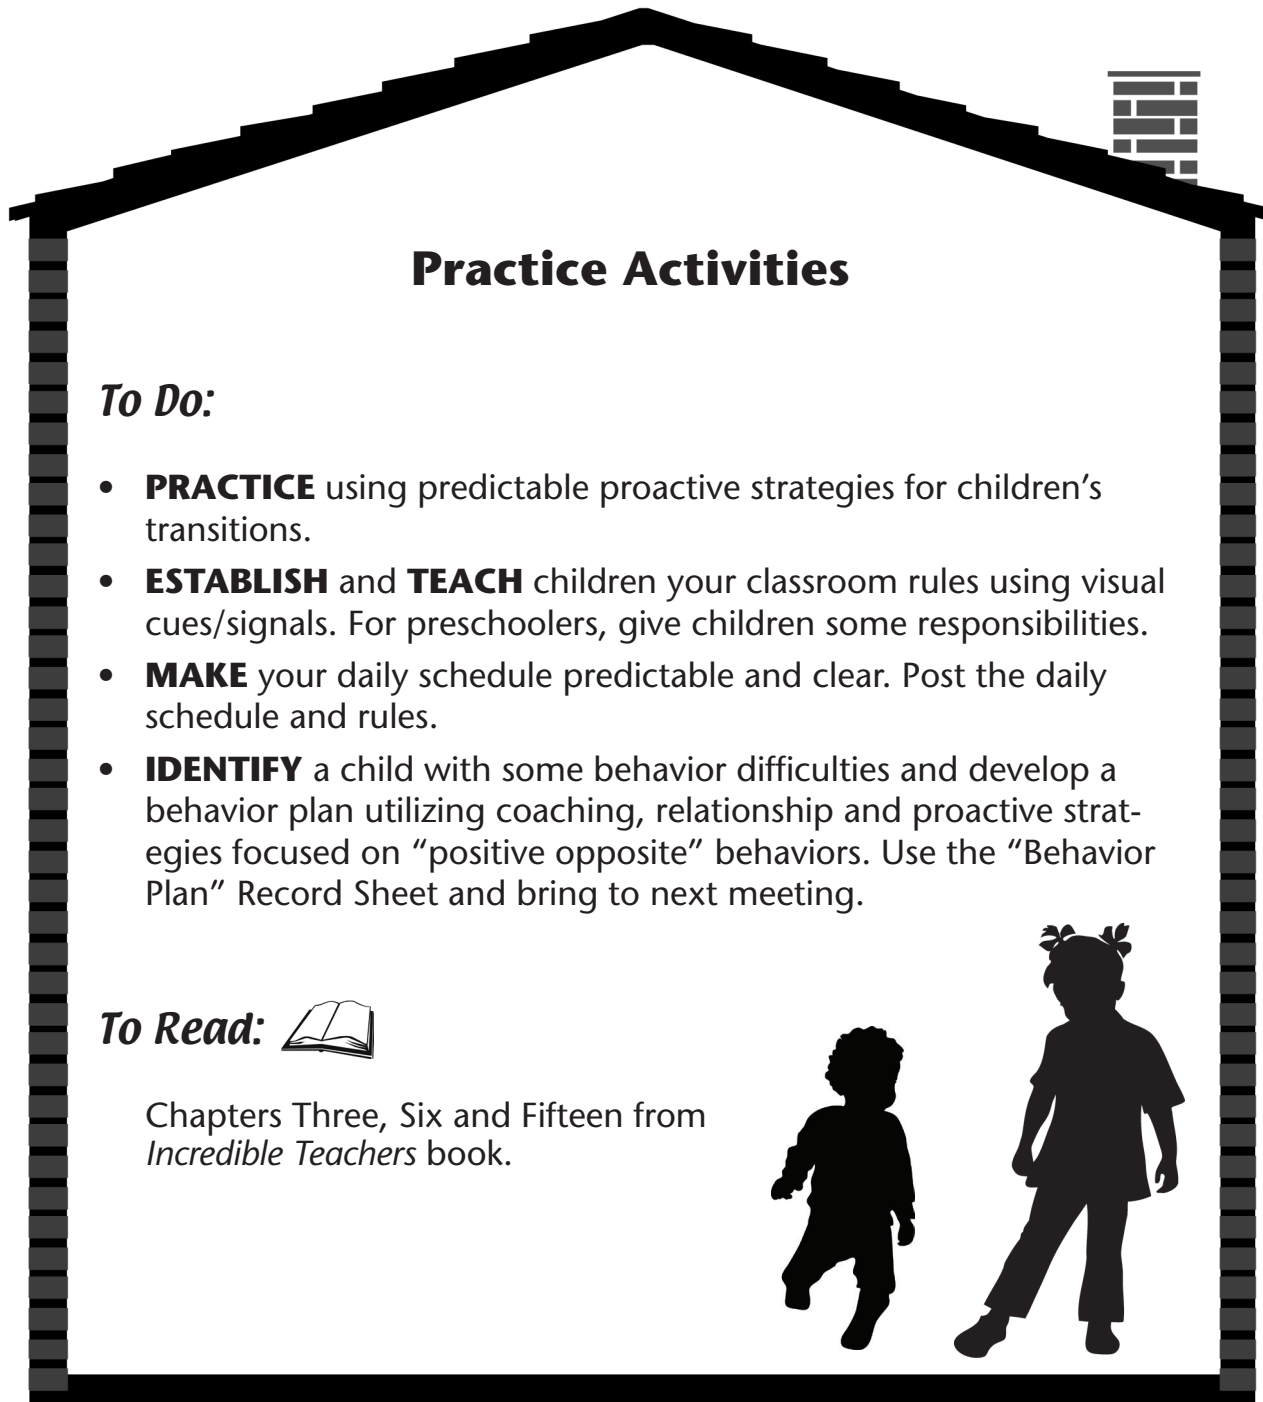 Practice Activities
To Do:
• PRACTICE using predictable proactive strategies for children’s
transitions.
• ESTABLISH and TEACH children your classroom rules using visual
cues/signals. For preschoolers, give children some responsibilities.
• MAKE your daily schedule predictable and clear. Post the daily
schedule and rules.
• IDENTIFY a child with some behavior difficulties and develop a
behavior plan utilizing coaching, relationship and proactive strat-
egies focused on “positive opposite” behaviors. Use the “Behavior
Plan” Record Sheet and bring to next meeting.
To Read:
Chapters Three, Six and Fifteen from
Incredible Teachers book.